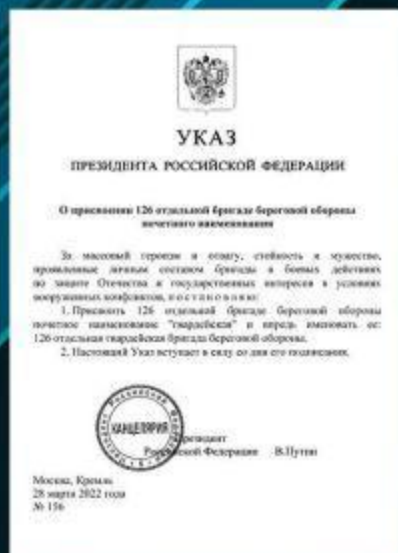 УКАЗ
ПРЕЗИДЕНТА РОССИЙСКОЙ ФЕДЕРАЦИИ
О присвоении 126 отдельной бригаде береговой обороны
почетного наименования
За массовый героизм и отвагу, стойкость и мужество,
проявленные личным составом бригады в боевых действиях
по защите Отечества и государственных интересов в условиях
вооруженных конфликтов, постановляю:
1. Присвоить 126 отдельной бригаде береговой обороны
почетное наименование "гвардейская" и впредь именовать ее:
126 отдельная гвардейская бригада береговой обороны.
2. Настоящий Указ вступает в силу со дня его подписания.
КАНЦЕЛЯРИЯ
Президент
Российской Федерации В.Путин
Москва, Кремль
28 марта 2022 года
№ 156